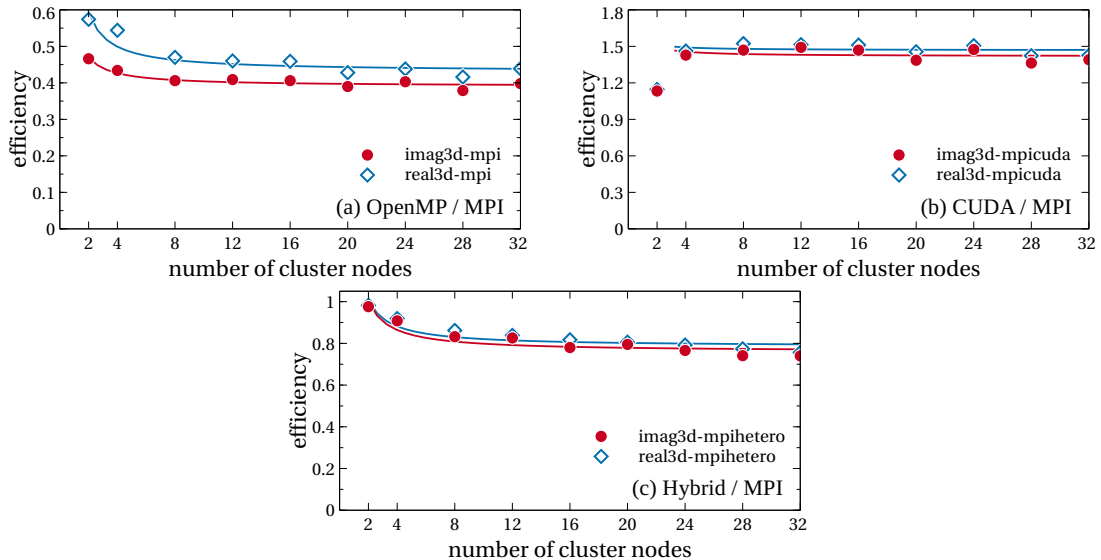 0.6
0.5
0.4
0.3
0.2
0.1
0
efficiency
imag3d-mpi
real3d-mpi
(a) OpenMP / MPI
2 4 8 12 16 20 24 28 32
number of cluster nodes
1.8
1.5
1.2
0.9
0.6
0.3
0
efficiency
imag3d-mpicuda
real3d-mpicuda
(b) CUDA / MPI
2 4 8 12 16 20 24 28 32
number of cluster nodes
1
0.8
0.6
0.4
0.2
0
efficiency
imag3d-mpihetero
real3d-mpihetero
(c) Hybrid / MPI
2 4 8 12 16 20 24 28 32
number of cluster nodes